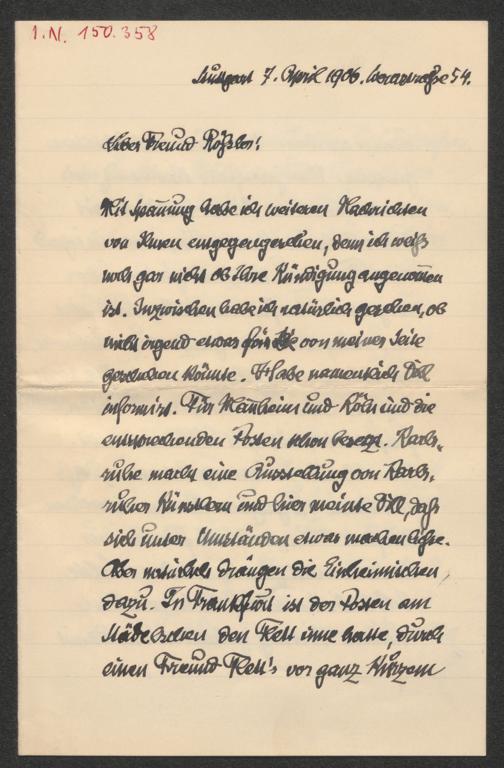 I.N. 150.358
Stuttgart 7. April 1906. Werastraße 54.
Lieber Freund Rößler!
Mit Spannung habe ich weiteren Nachrichten
von Ihnen entgegengesehen, denn ich weiß
noch gar nicht ob Ihre Kündigung angenommen
ist. Inzwischen habe ich natürlich gesehen, ob
nicht irgend etwas für Sie von meiner Seite
geschehen könnte. Habe namentlich
informirt. Für Mannheim und Köln sind die
entsprechenden Posten schon besetzt. Karls-
ruhe macht eine Ausstellung von Karls-
ruher Künstlern und hier meinte, daß
sich unter Umständen etwas machen ließe.
Aber natürlich drängen die Einheimischen
dazu. In Frankfurt ist der Posten am
Städelschen den inne hatte, durch
einen Freund vor ganz Kurzem